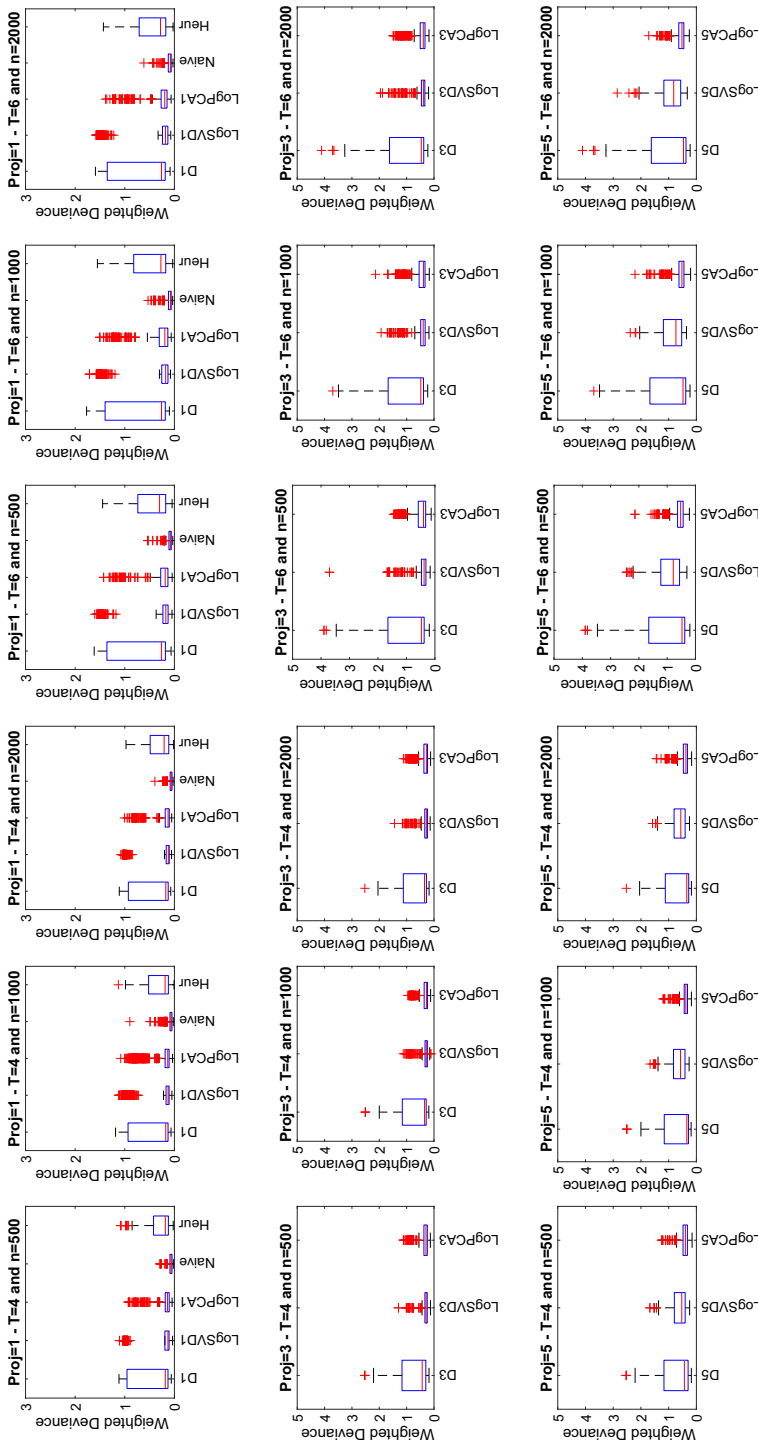 Proj=1 - T=4 and n=500
Weighted Deviance
3
2
1
0
D1 LogSVD1 LogPCA1 Naive Heur
Proj=1 - T=4 and n=1000
Weighted Deviance
3
2
1
0
D1 LogSVD1 LogPCA1 Naive Heur
Proj=1 - T=4 and n=2000
Weighted Deviance
3
2
1
0
D1 LogSVD1 LogPCA1 Naive Heur
Proj=1 - T=6 and n=500
Weighted Deviance
3
2
1
0
D1 LogSVD1 LogPCA1 Naive Heur
Proj=1 - T=6 and n=1000
Weighted Deviance
3
2
1
0
D1 LogSVD1 LogPCA1 Naive Heur
Proj=1 - T=6 and n=2000
Weighted Deviance
3
2
1
0
D1 LogSVD1 LogPCA1 Naive Heur
Proj=3 - T=4 and n=500
Weighted Deviance
5
4
3
2
1
0
D3 LogSVD3 LogPCA3
Proj=3 - T=4 and n=1000
Weighted Deviance
5
4
3
2
1
0
D3 LogSVD3 LogPCA3
Proj=3 - T=4 and n=2000
Weighted Deviance
5
4
3
2
1
0
D3 LogSVD3 LogPCA3
Proj=3 - T=6 and n=500
Weighted Deviance
5
4
3
2
1
0
D3 LogSVD3 LogPCA3
Proj=3 - T=6 and n=1000
Weighted Deviance
5
4
3
2
1
0
D3 LogSVD3 LogPCA3
Proj=3 - T=6 and n=2000
Weighted Deviance
5
4
3
2
1
0
D3 LogSVD3 LogPCA3
Proj=5 - T=4 and n=500
Weighted Deviance
5
4
3
2
1
0
D5 LogSVD5 LogPCA5
Proj=5 - T=4 and n=1000
Weighted Deviance
5
4
3
2
1
0
D5 LogSVD5 LogPCA5
Proj=5 - T=4 and n=2000
Weighted Deviance
5
4
3
2
1
0
D5 LogSVD5 LogPCA5
Proj=5 - T=6 and n=500
Weighted Deviance
5
4
3
2
1
0
D5 LogSVD5 LogPCA5
Proj=5 - T=6 and n=1000
Weighted Deviance
5
4
3
2
1
0
D5 LogSVD5 LogPCA5
Proj=5 - T=6 and n=2000
Weighted Deviance
5
4
3
2
1
0
D5 LogSVD5 LogPCA5